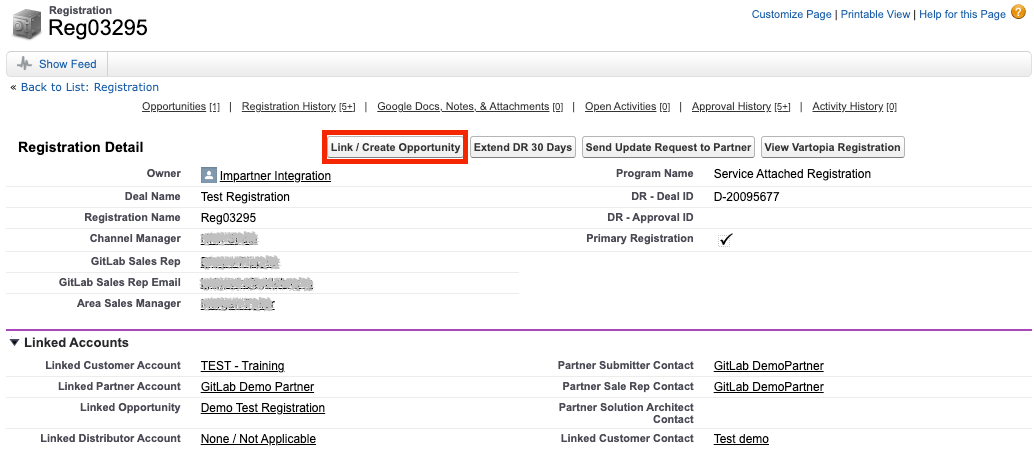 Registration
Reg03295
Customize Page | Printable View | Help for this Page ?
Show Feed
« Back to List: Registration
Opportunities [1] | Registration History [5+] | Google Docs, Notes, & Attachments [0] | Open Activities [0] | Approval History [5+] | Activity History [0]
Registration Detail
Link / Create Opportunity Extend DR 30 Days Send Update Request to Partner View Vartopia Registration
Owner Impartner Integration Program Name Service Attached Registration
Deal Name Test Registration DR - Deal ID D-20095677
Registration Name Reg03295 DR - Approval ID
Channel Manager Primary Registration
GitLab Sales Rep
GitLab Sales Rep Email
Area Sales Manager
Linked Accounts
Linked Customer Account TEST - Training Partner Submitter Contact GitLab DemoPartner
Linked Partner Account GitLab Demo Partner Partner Sale Rep Contact GitLab DemoPartner
Linked Opportunity Demo Test Registration Partner Solution Architect
Contact
Linked Distributor Account None / Not Applicable Linked Customer Contact Test demo